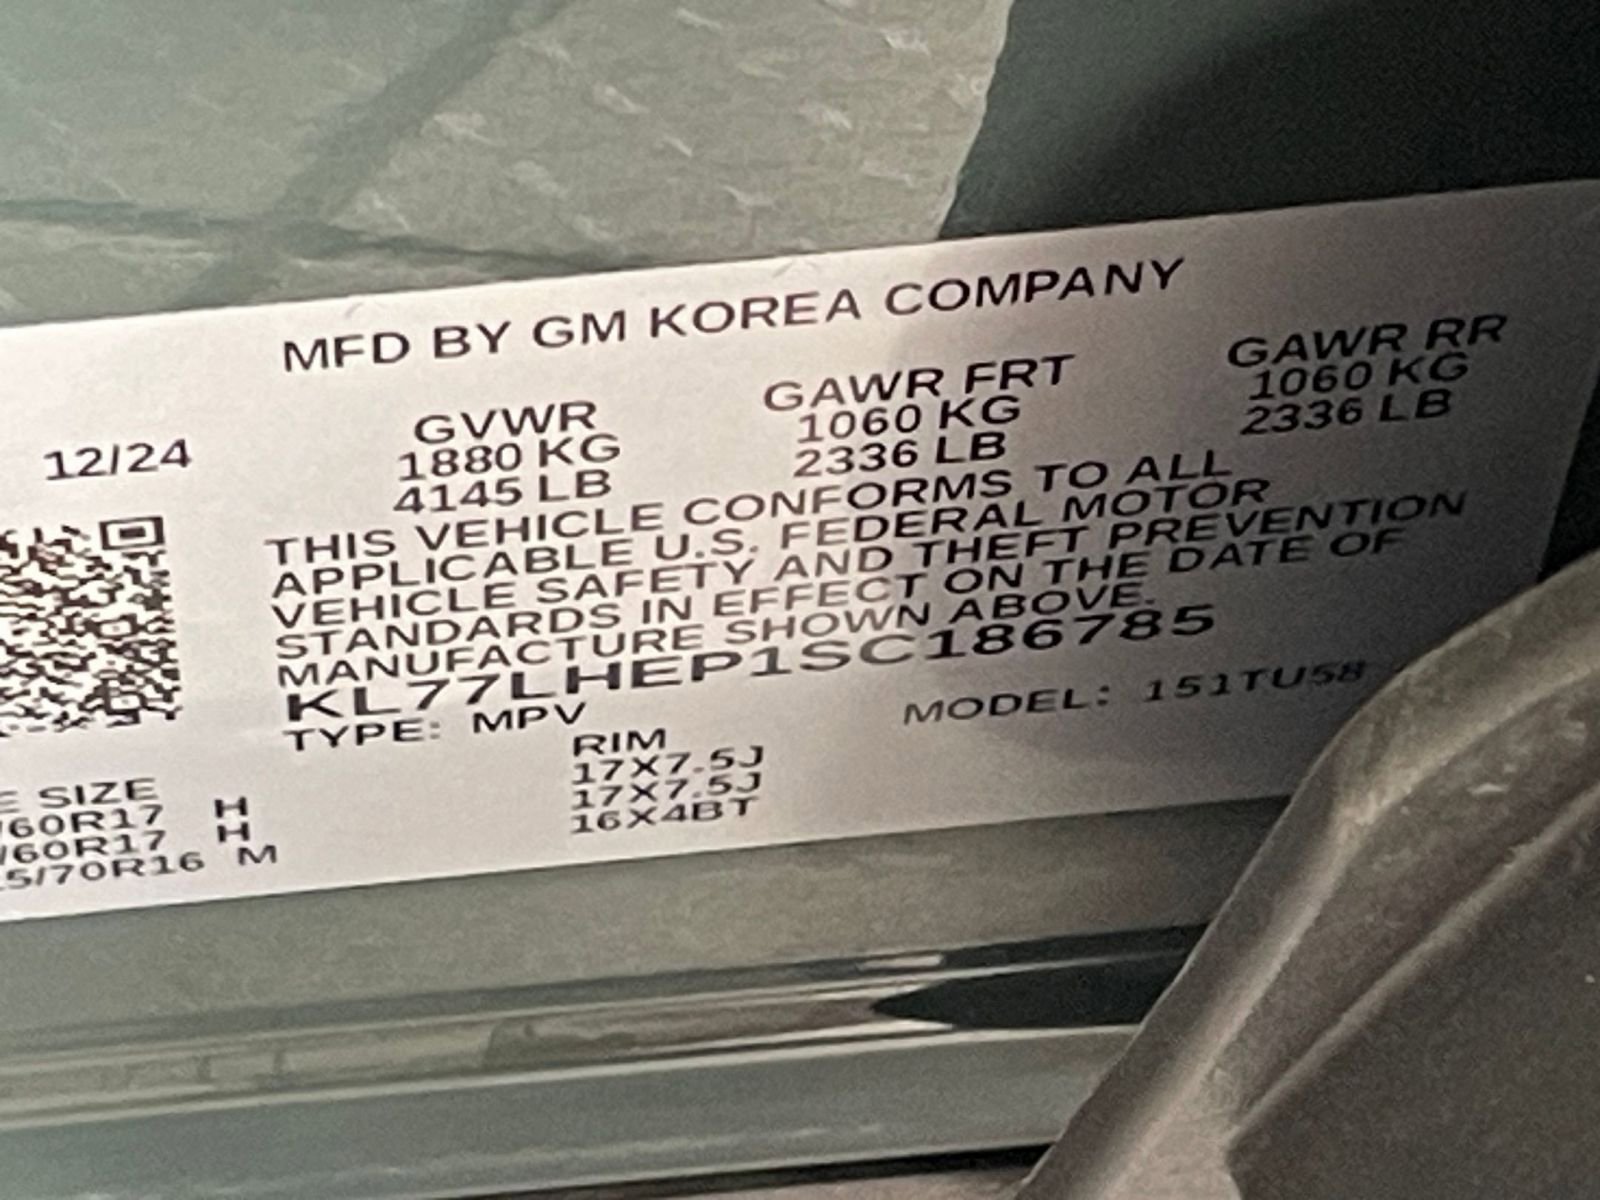 MFD BY GM KOREA COMPANY
12/24 GVWR GAWR FRT GAWR RR
1880 KG 1060 KG 1060 KG
4145 LB 2336 LB 2336 LB
THIS VEHICLE CONFORMS TO ALL
APPLICABLE U.S. FEDERAL MOTOR
VEHICLE SAFETY AND THEFT PREVENTION
STANDARDS IN EFFECT ON THE DATE OF
MANUFACTURE SHOWN ABOVE.
KL77LHEP1SC186785
TYPE: MPV MODEL: 151TU58
E SIZE RIM
/60R17 H 17X7.5J
/60R17 H 17X7.5J
5/70R16 M 16X4BT